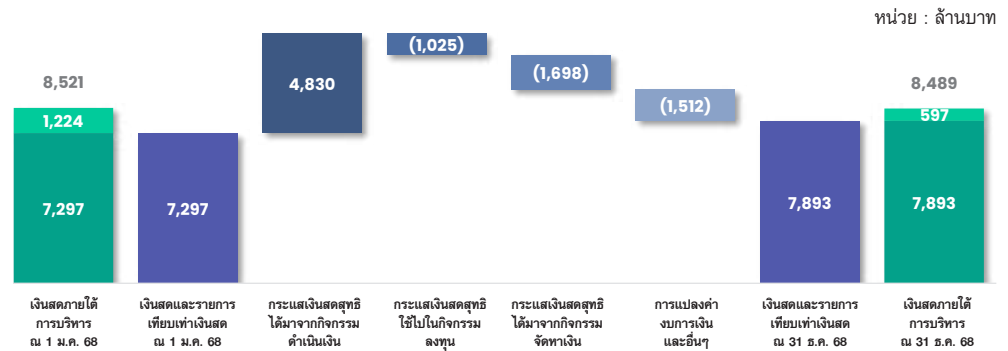 หน่วย : ล้านบาท
8,521
1,224
7,297
7,297
4,830
(1,025)
(1,698)
(1,512)
7,893
8,489
597
7,893
เงินสดภายใต้
การบริหาร
ณ 1 ม.ค. 68
เงินสดและรายการ
เทียบเท่าเงินสด
ณ 1 ม.ค. 68
กระแสเงินสดสุทธิ
ได้มาจากกิจกรรม
ดำเนินเงิน
กระแสเงินสดสุทธิ
ใช้ไปในกิจกรรม
ลงทุน
กระแสเงินสดสุทธิ
ได้มาจากกิจกรรม
จัดหาเงิน
การแปลงค่า
งบการเงิน
และอื่นๆ
เงินสดและรายการ
เทียบเท่าเงินสด
ณ 31 ธ.ค. 68
เงินสดภายใต้
การบริหาร
ณ 31 ธ.ค. 68